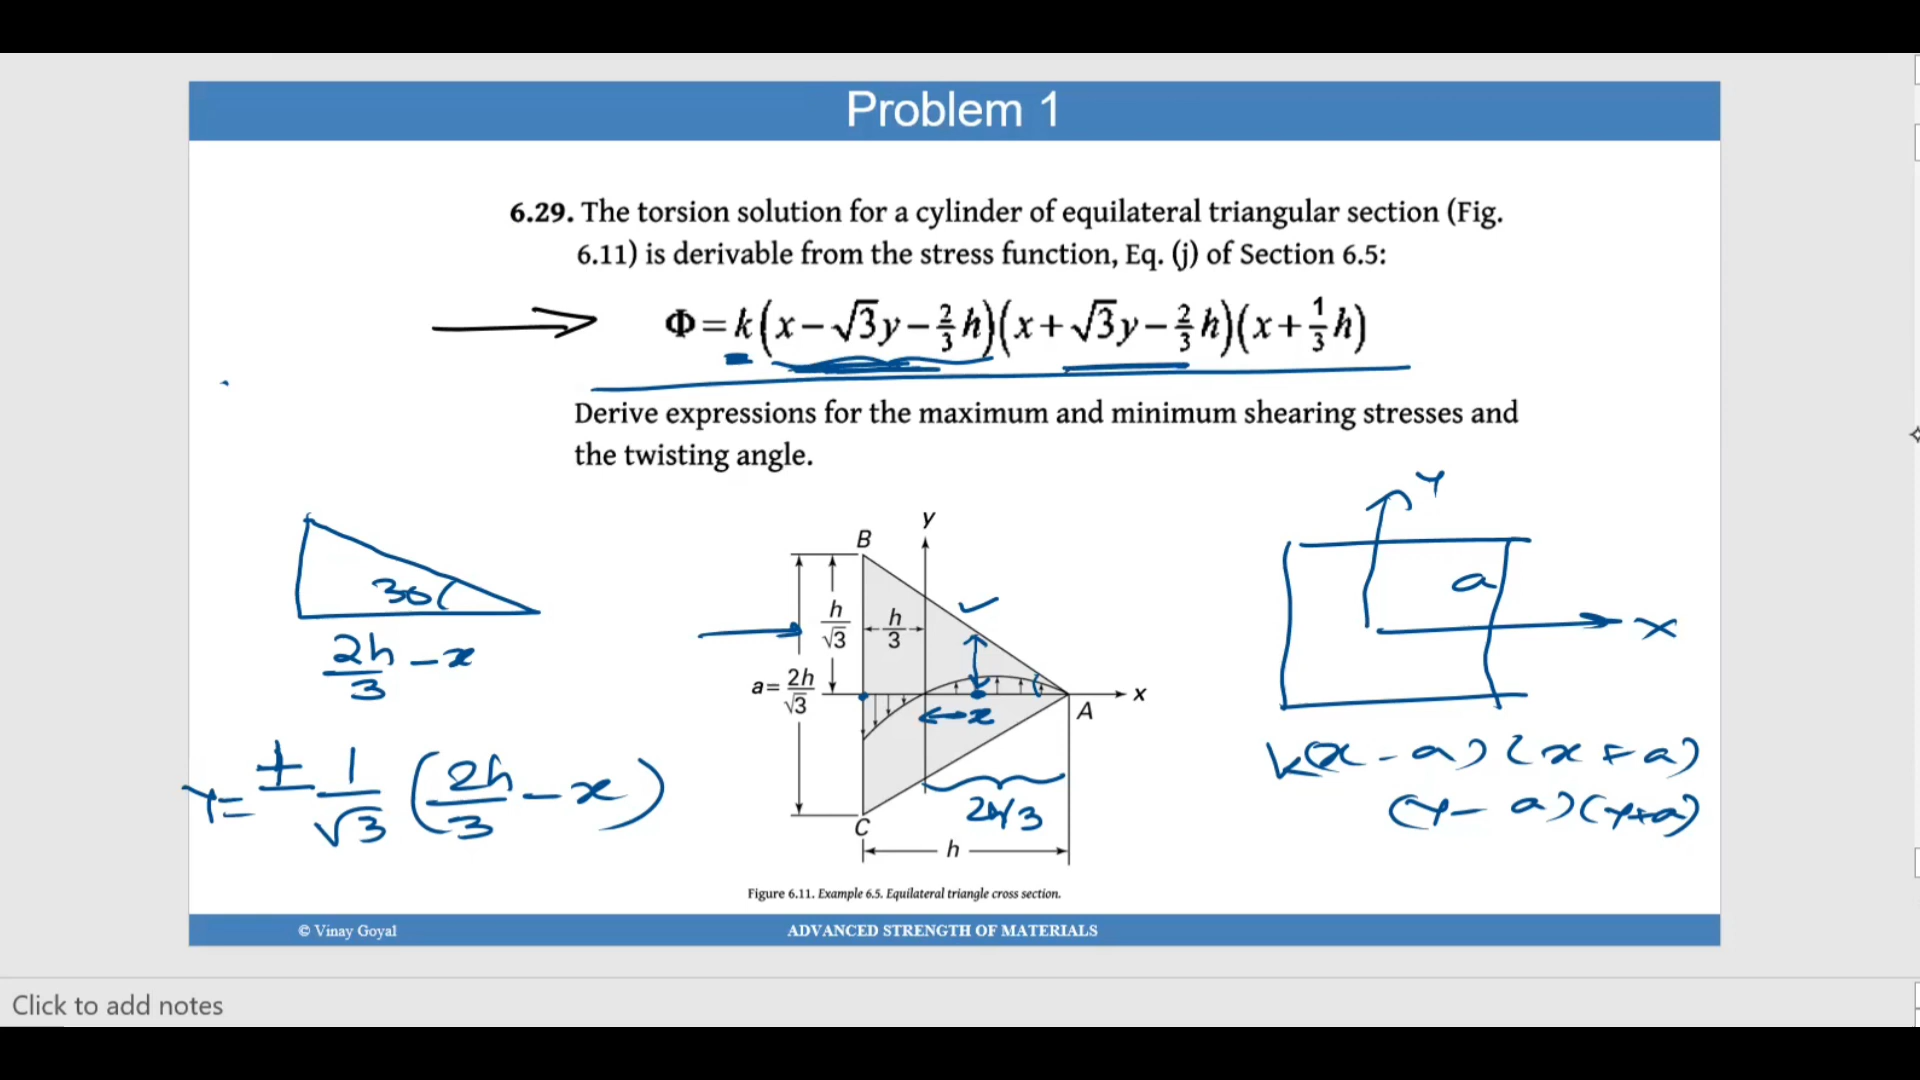 Problem 1
6.29. The torsion solution for a cylinder of equilateral triangular section (Fig.
6.11) is derivable from the stress function, Eq. (j) of Section 6.5:
Φ = k(x − √3y − 2/3 h)(x + √3y − 2/3 h)(x + 1/3 h)
Derive expressions for the maximum and minimum shearing stresses and
the twisting angle.
30
2h/3 − x
Y = ± 1/√3 (2h/3 − x)
y
B
h/√3
h/3
a = 2h/√3
x
A
x
2h/3
C
h
Y
a
X
k(x − a)(x + a)
(Y − a)(Y + a)
Figure 6.11. Example 6.5. Equilateral triangle cross section.
© Vinay Goyal
ADVANCED STRENGTH OF MATERIALS
Click to add notes